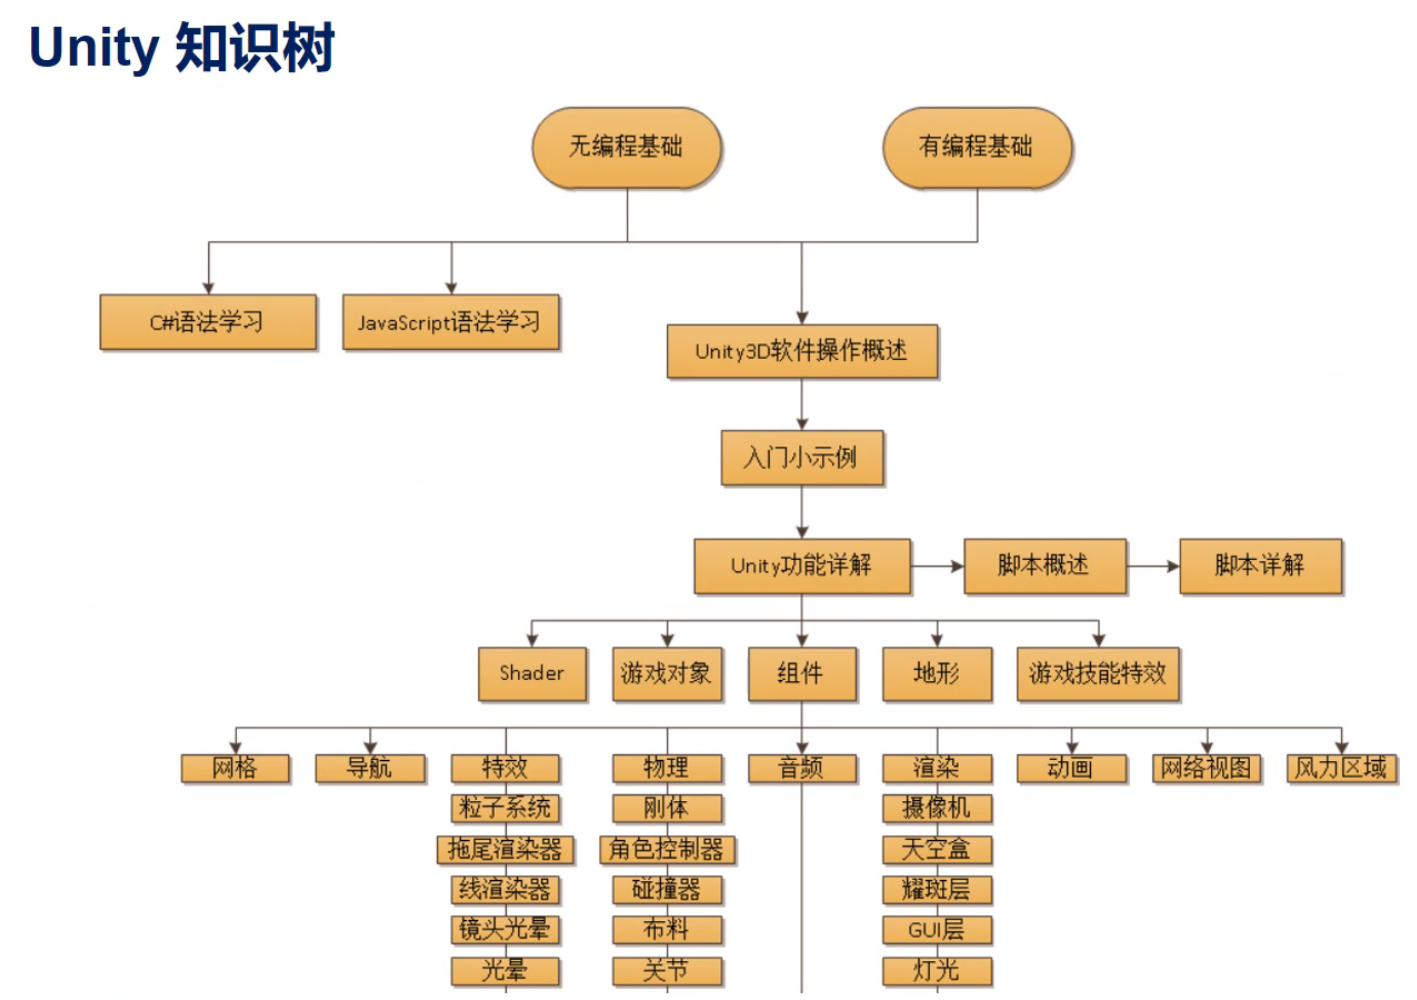 Unity 知识树
无编程基础
有编程基础
C#语法学习
JavaScript语法学习
Unity3D软件操作概述
入门小示例
Unity功能详解
脚本概述
脚本详解
Shader
游戏对象
组件
地形
游戏技能特效
网格
导航
特效
物理
音频
渲染
动画
网络视图
风力区域
粒子系统
刚体
摄像机
拖尾渲染器
角色控制器
天空盒
线渲染器
碰撞器
耀斑层
镜头光晕
布料
GUI层
光晕
关节
灯光